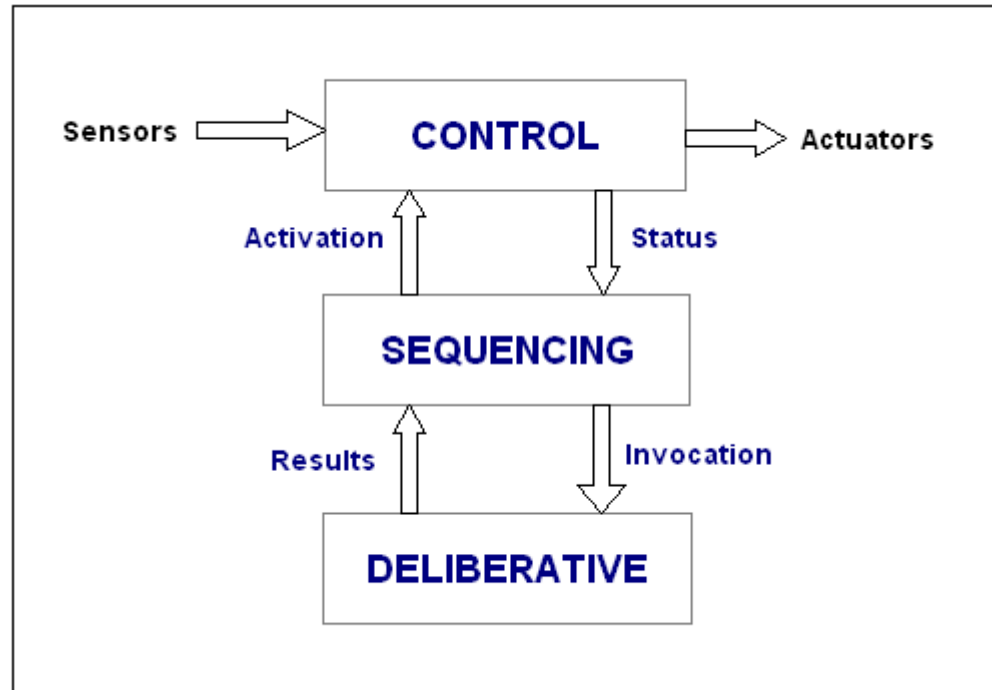 Sensors
CONTROL
Actuators
Activation
Status
SEQUENCING
Results
Invocation
DELIBERATIVE